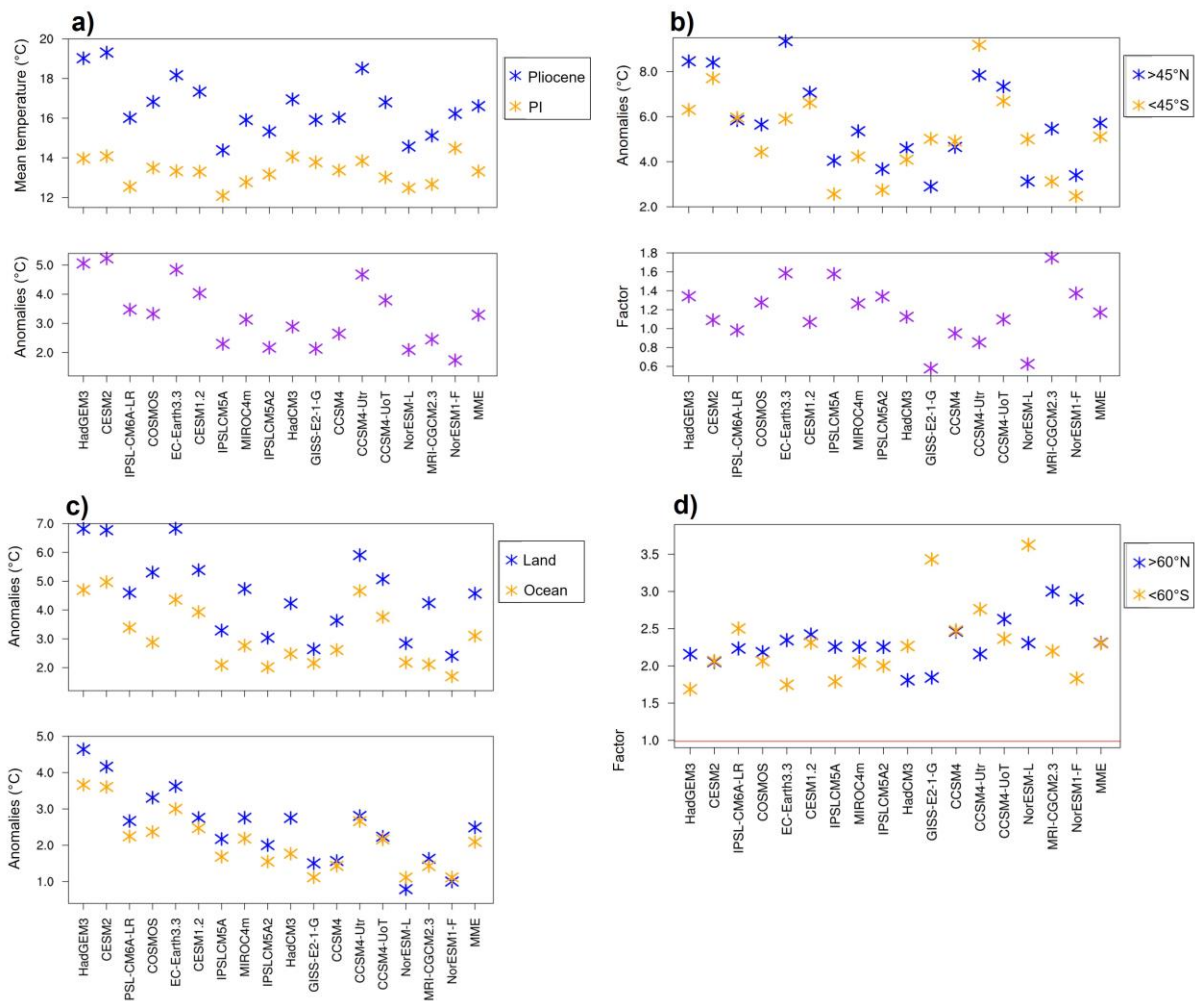 a)
20
18
16
14
12
Mean temperature (°C)
Pliocene
PI
5.0
4.0
3.0
2.0
Anomalies (°C)
HadGEM3
CESM2
IPSL-CM6A-LR
COSMOS
EC-Earth3.3
CESM1.2
IPSLCM5A
MIROC4m
IPSLCM5A2
HadCM3
GISS-E2-1-G
CCSM4
CCSM4-Utr
CCSM4-UoT
NorESM-L
MRI-CGCM2.3
NorESM1-F
MME
b)
8.0
6.0
4.0
2.0
Anomalies (°C)
>45°N
<45°S
1.8
1.6
1.4
1.2
1.0
0.8
0.6
Factor
HadGEM3
CESM2
IPSL-CM6A-LR
COSMOS
EC-Earth3.3
CESM1.2
IPSLCM5A
MIROC4m
IPSLCM5A2
HadCM3
GISS-E2-1-G
CCSM4
CCSM4-Utr
CCSM4-UoT
NorESM-L
MRI-CGCM2.3
NorESM1-F
MME
c)
7.0
6.0
5.0
4.0
3.0
2.0
Anomalies (°C)
Land
Ocean
5.0
4.0
3.0
2.0
1.0
Anomalies (°C)
HadGEM3
CESM2
PSL-CM6A-LR
COSMOS
EC-Earth3.3
CESM1.2
IPSLCM5A
MIROC4m
IPSLCM5A2
HadCM3
GISS-E2-1-G
CCSM4
CCSM4-Utr
CCSM4-UoT
NorESM-L
MRI-CGCM2.3
NorESM1-F
MME
d)
3.5
3.0
2.5
2.0
1.5
1.0
Factor
>60°N
<60°S
HadGEM3
CESM2
IPSL-CM6A-LR
COSMOS
EC-Earth3.3
CESM1.2
IPSLCM5A
MIROC4m
IPSLCM5A2
HadCM3
GISS-E2-1-G
CCSM4
CCSM4-Utr
CCSM4-UoT
NorESM-L
MRI-CGCM2.3
NorESM1-F
MME